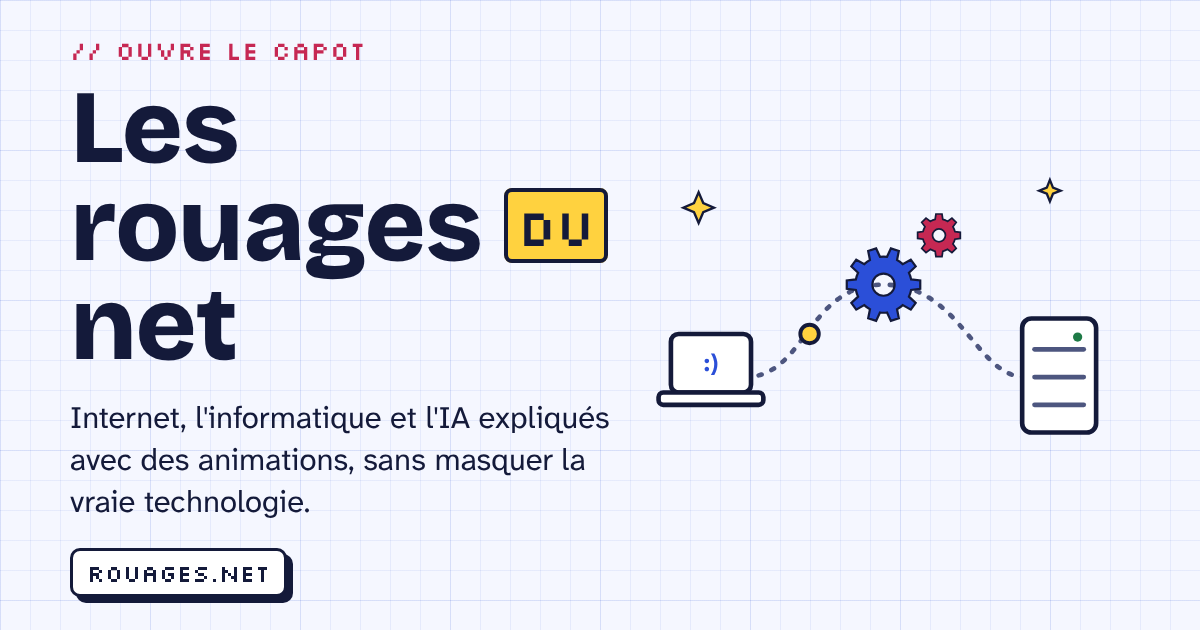 // OUVRE LE CAPOT
Les
rouages DU
net
Internet, l'informatique et l'IA expliqués
avec des animations, sans masquer la
vraie technologie.
:)
ROUAGES.NET